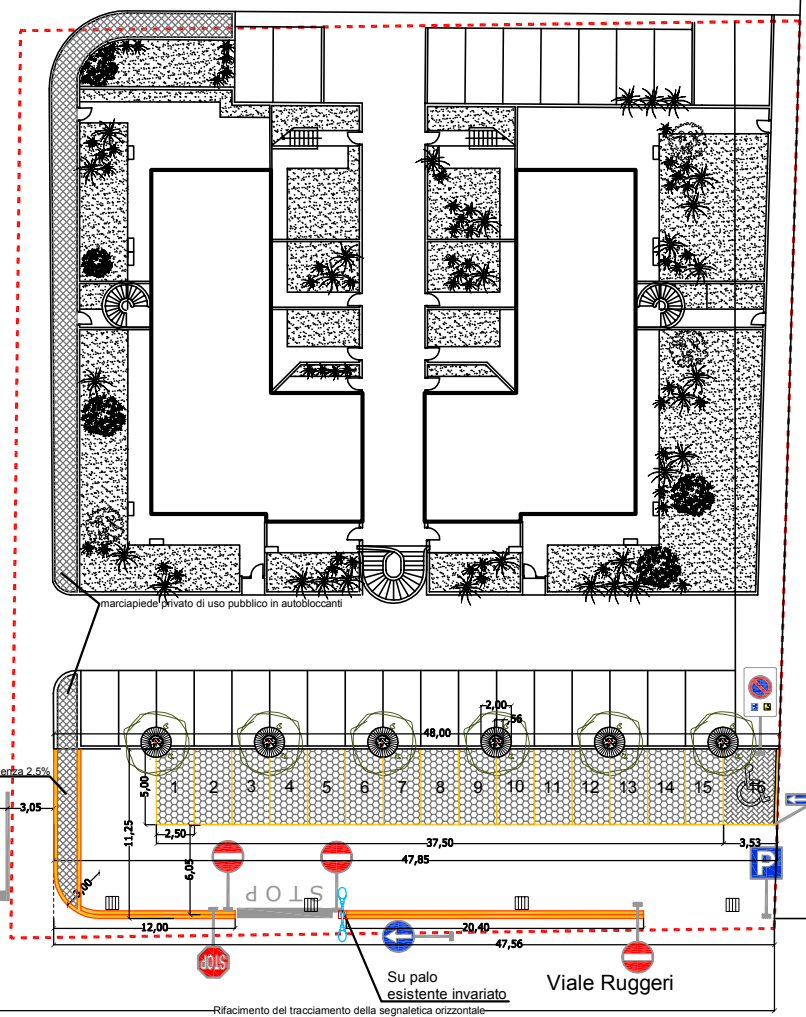 marciapiede privato di uso pubblico in autobloccanti
2,00
,56
48,00
enza 2.5%
1 2 3 4 5 6 7 8 9 10 11 12 13 14 15 16
5,00
3,05
2,50
11,25
6,05
37,50
3,53
47,85
P
3,00
STOP
12,00
20,40
STOP
47,56
Su palo
esistente invariato
Viale Ruggeri
Rifacimento del tracciamento della segnaletica orizzontale